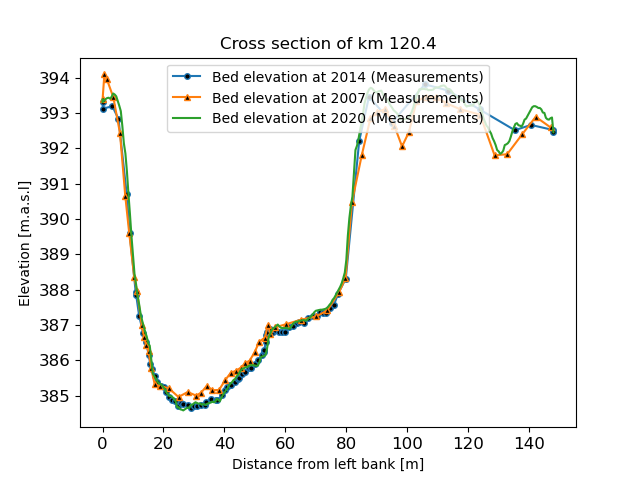 Cross section of km 120.4
Bed elevation at 2014 (Measurements)
Bed elevation at 2007 (Measurements)
Bed elevation at 2020 (Measurements)
Elevation [m.a.s.l]
394
393
392
391
390
389
388
387
386
385
0 20 40 60 80 100 120 140
Distance from left bank [m]